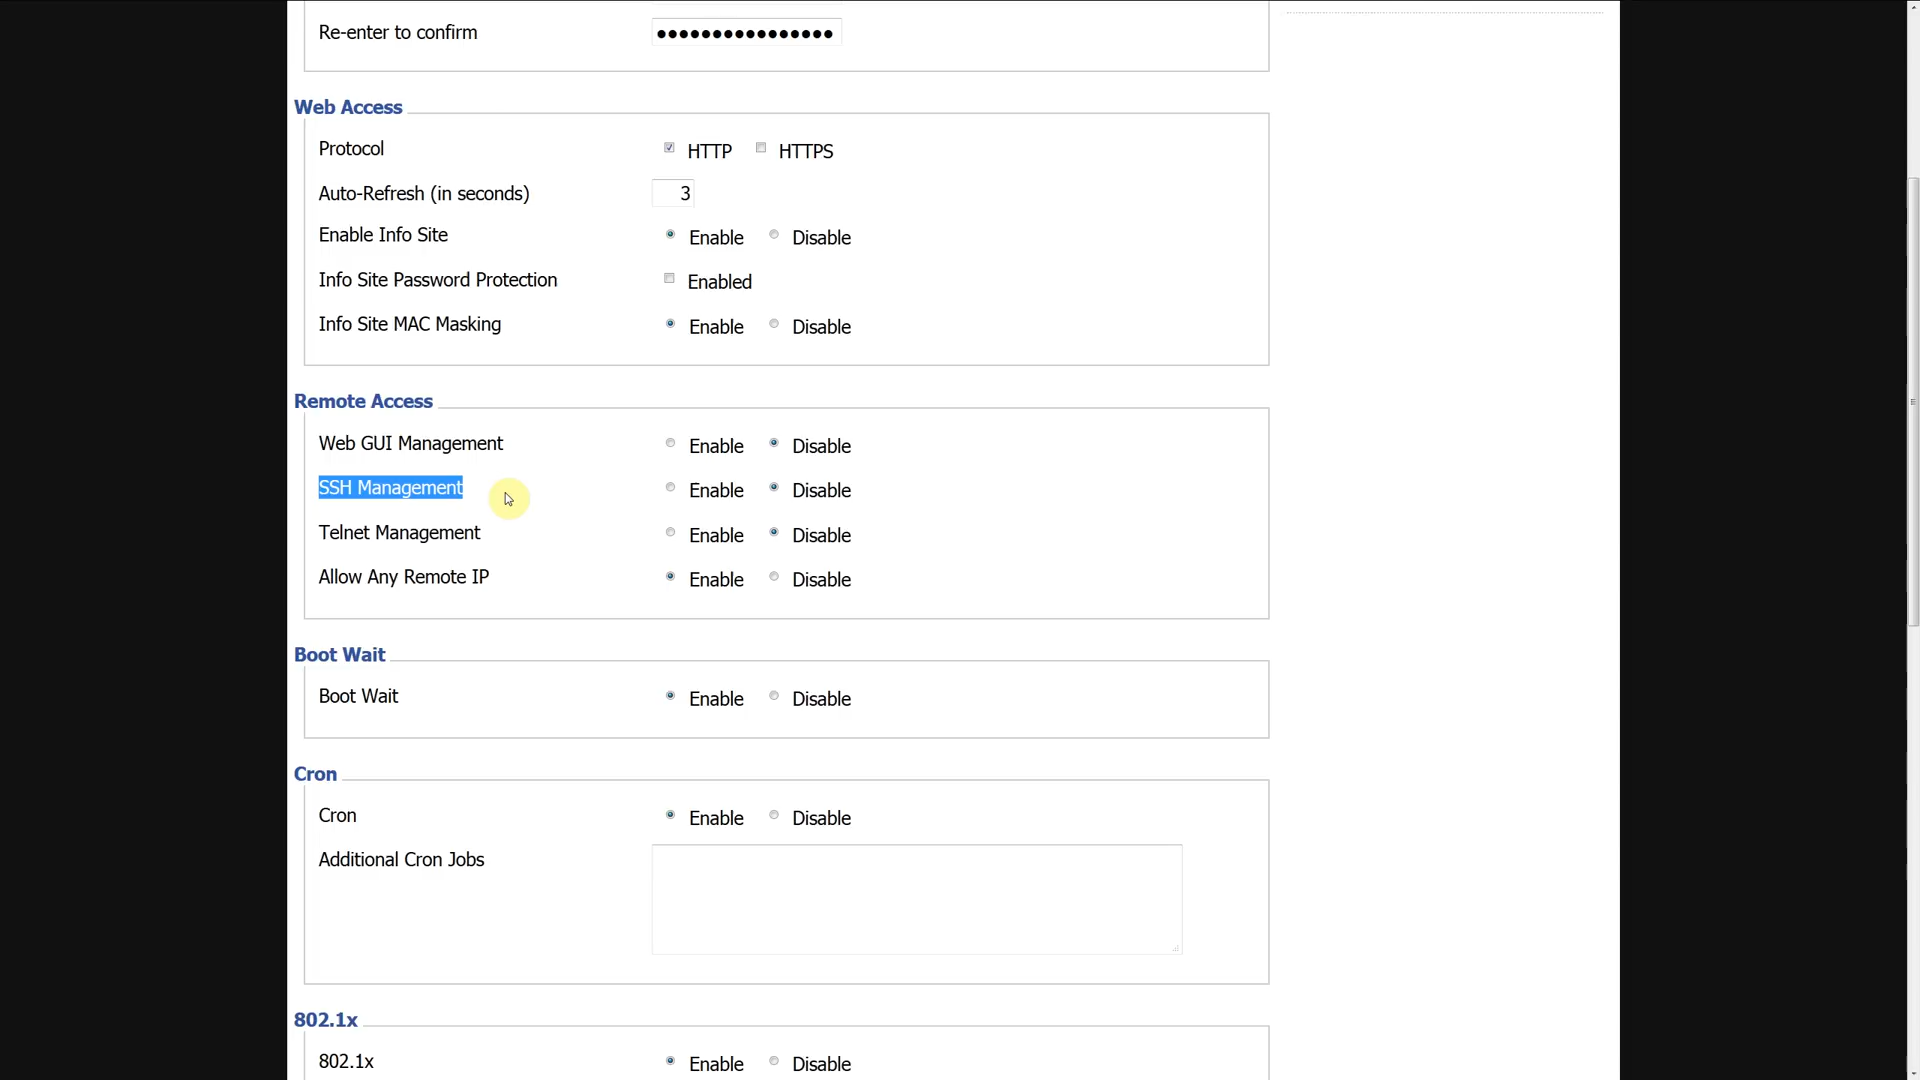 Re-enter to confirm ●●●●●●●●●●●●●●●●
Web Access
Protocol HTTP HTTPS
Auto-Refresh (in seconds) 3
Enable Info Site Enable Disable
Info Site Password Protection Enabled
Info Site MAC Masking Enable Disable
Remote Access
Web GUI Management Enable Disable
SSH Management Enable Disable
Telnet Management Enable Disable
Allow Any Remote IP Enable Disable
Boot Wait
Boot Wait Enable Disable
Cron
Cron Enable Disable
Additional Cron Jobs
802.1x
802.1x Enable Disable